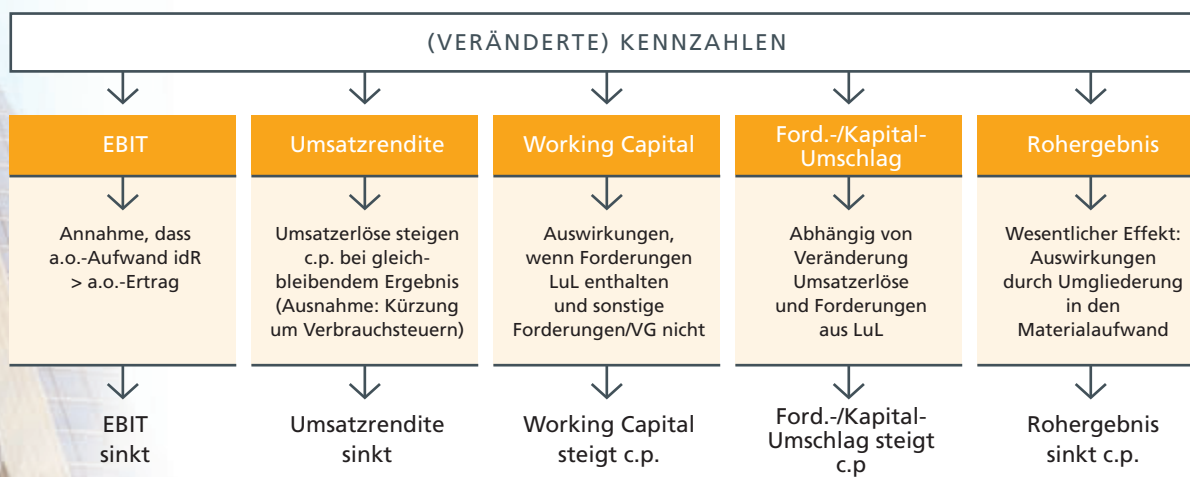 (VERÄNDERTE) KENNZAHLEN
EBIT
Annahme, dass
a.o.-Aufwand idR
> a.o.-Ertrag
EBIT
sinkt
Umsatzrendite
Umsatzerlöse steigen
c.p. bei gleich-
bleibendem Ergebnis
(Ausnahme: Kürzung
um Verbrauchsteuern)
Umsatzrendite
sinkt
Working Capital
Auswirkungen,
wenn Forderungen
LuL enthalten
und sonstige
Forderungen/VG nicht
Working Capital
steigt c.p.
Ford.-/Kapital-
Umschlag
Abhängig von
Veränderung
Umsatzerlöse
und Forderungen
aus LuL
Ford.-/Kapital-
Umschlag steigt
c.p
Rohergebnis
Wesentlicher Effekt:
Auswirkungen
durch Umgliederung
in den
Materialaufwand
Rohergebnis
sinkt c.p.